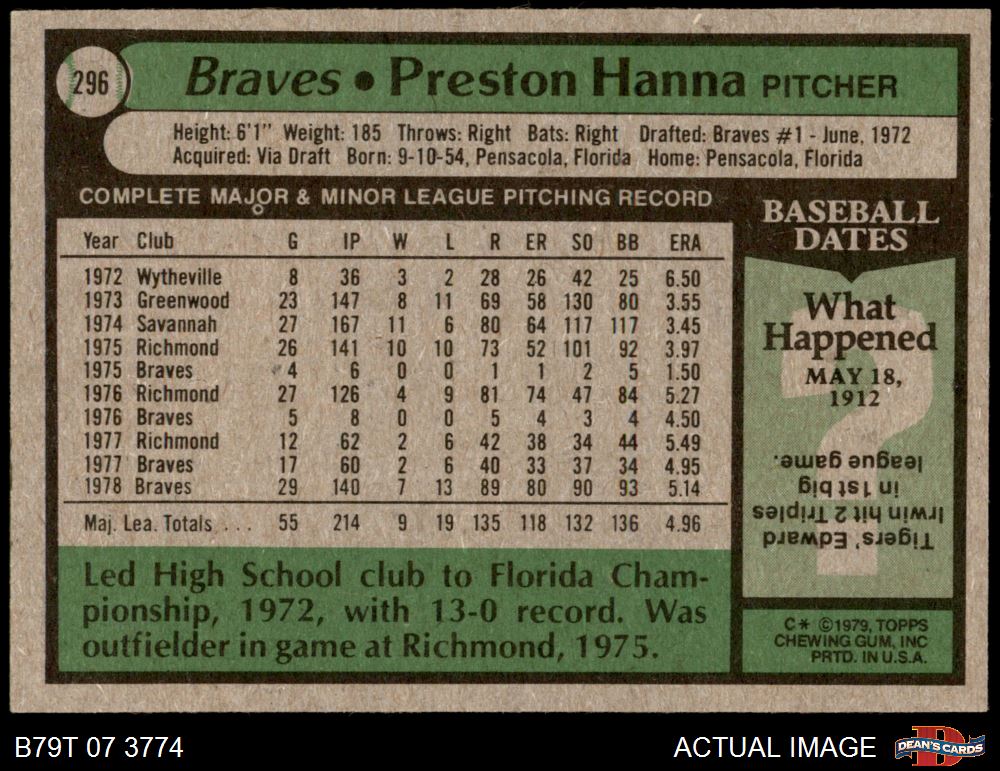 296
Braves • Preston Hanna PITCHER
Height: 6'1" Weight: 185 Throws: Right Bats: Right Drafted: Braves #1 - June, 1972
Acquired: Via Draft Born: 9-10-54, Pensacola, Florida Home: Pensacola, Florida
COMPLETE MAJOR & MINOR LEAGUE PITCHING RECORD
Year Club G IP W L R ER SO BB ERA
1972 Wytheville 8 36 3 2 28 26 42 25 6.50
1973 Greenwood 23 147 8 11 69 58 130 80 3.55
1974 Savannah 27 167 11 6 80 64 117 117 3.45
1975 Richmond 26 141 10 10 73 52 101 92 3.97
1975 Braves 4 6 0 0 1 1 2 5 1.50
1976 Richmond 27 126 4 9 81 74 47 84 5.27
1976 Braves 5 8 0 0 5 4 3 4 4.50
1977 Richmond 12 62 2 6 42 38 34 44 5.49
1977 Braves 17 60 2 6 40 33 37 34 4.95
1978 Braves 29 140 7 13 89 80 90 93 5.14
Maj. Lea. Totals . . . 55 214 9 19 135 118 132 136 4.96
Led High School club to Florida Cham-
pionship, 1972, with 13-0 record. Was
outfielder in game at Richmond, 1975.
BASEBALL
DATES
What
Happened
MAY 18,
1912
Tigers' Edward
Irwin hit 2 Triples
in 1st big
league game.
C* ©1979, TOPPS
CHEWING GUM, INC
PRTD. IN U.S.A.
B79T 07 3774
ACTUAL IMAGE
D
DEAN'S CARDS